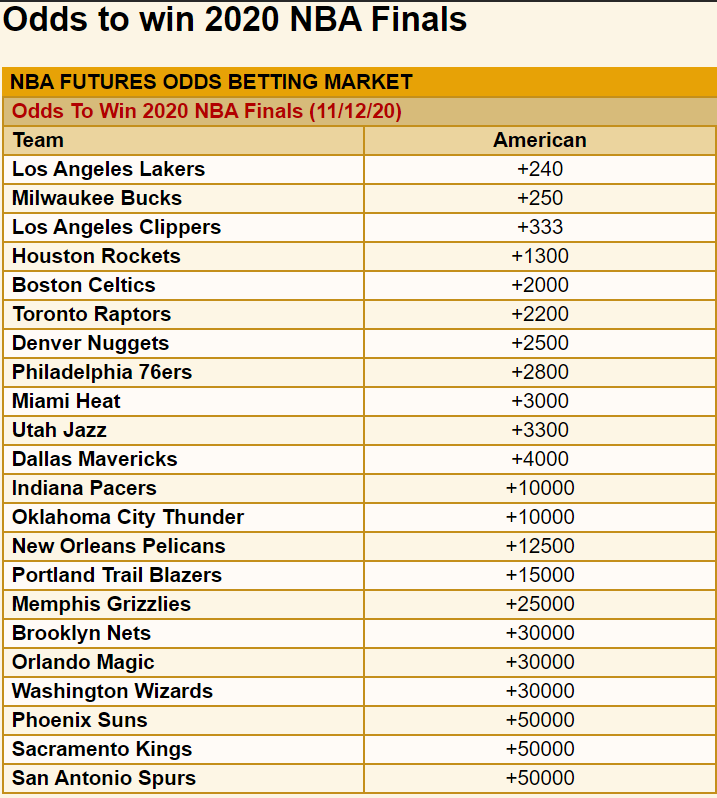 Odds to win 2020 NBA Finals
NBA FUTURES ODDS BETTING MARKET
Odds To Win 2020 NBA Finals (11/12/20)
Team American
Los Angeles Lakers +240
Milwaukee Bucks +250
Los Angeles Clippers +333
Houston Rockets +1300
Boston Celtics +2000
Toronto Raptors +2200
Denver Nuggets +2500
Philadelphia 76ers +2800
Miami Heat +3000
Utah Jazz +3300
Dallas Mavericks +4000
Indiana Pacers +10000
Oklahoma City Thunder +10000
New Orleans Pelicans +12500
Portland Trail Blazers +15000
Memphis Grizzlies +25000
Brooklyn Nets +30000
Orlando Magic +30000
Washington Wizards +30000
Phoenix Suns +50000
Sacramento Kings +50000
San Antonio Spurs +50000